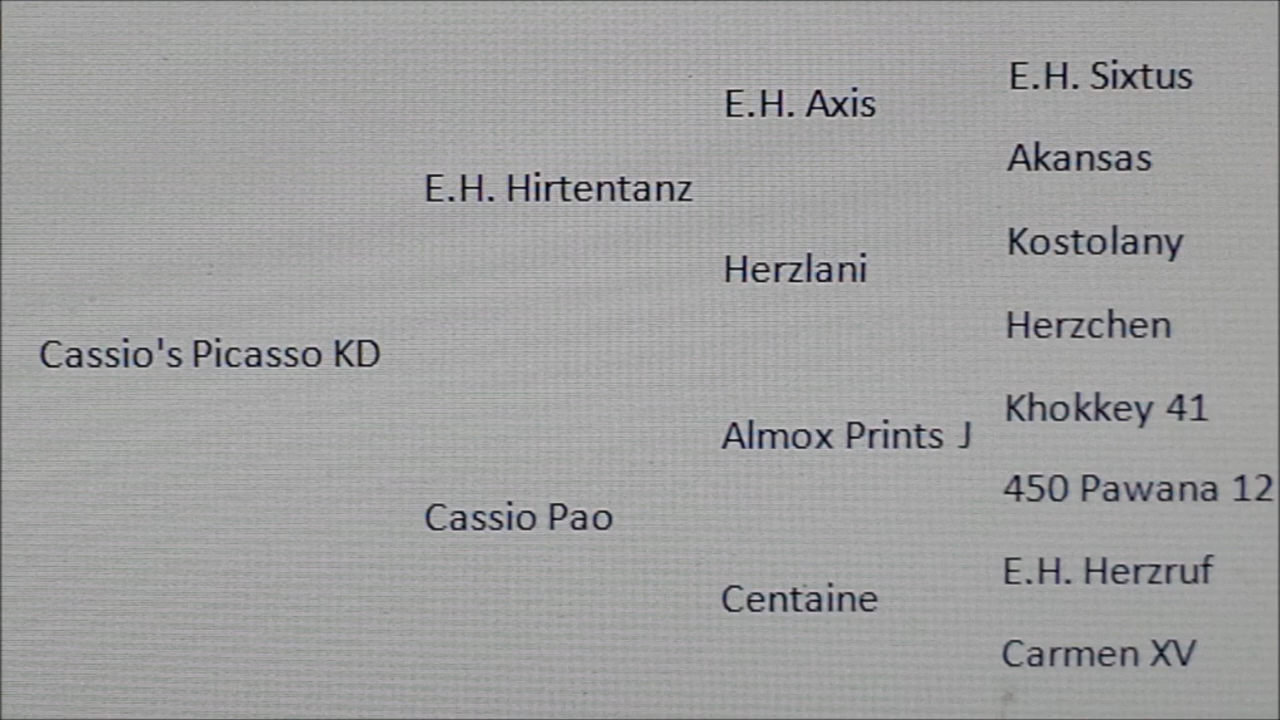 E.H. Sixtus
E.H. Axis
Akansas
E.H. Hirtentanz
Kostolany
Herzlani
Herzchen
Cassio's Picasso KD
Khokkey 41
Almox Prints J
450 Pawana 12
Cassio Pao
E.H. Herzruf
Centaine
Carmen XV